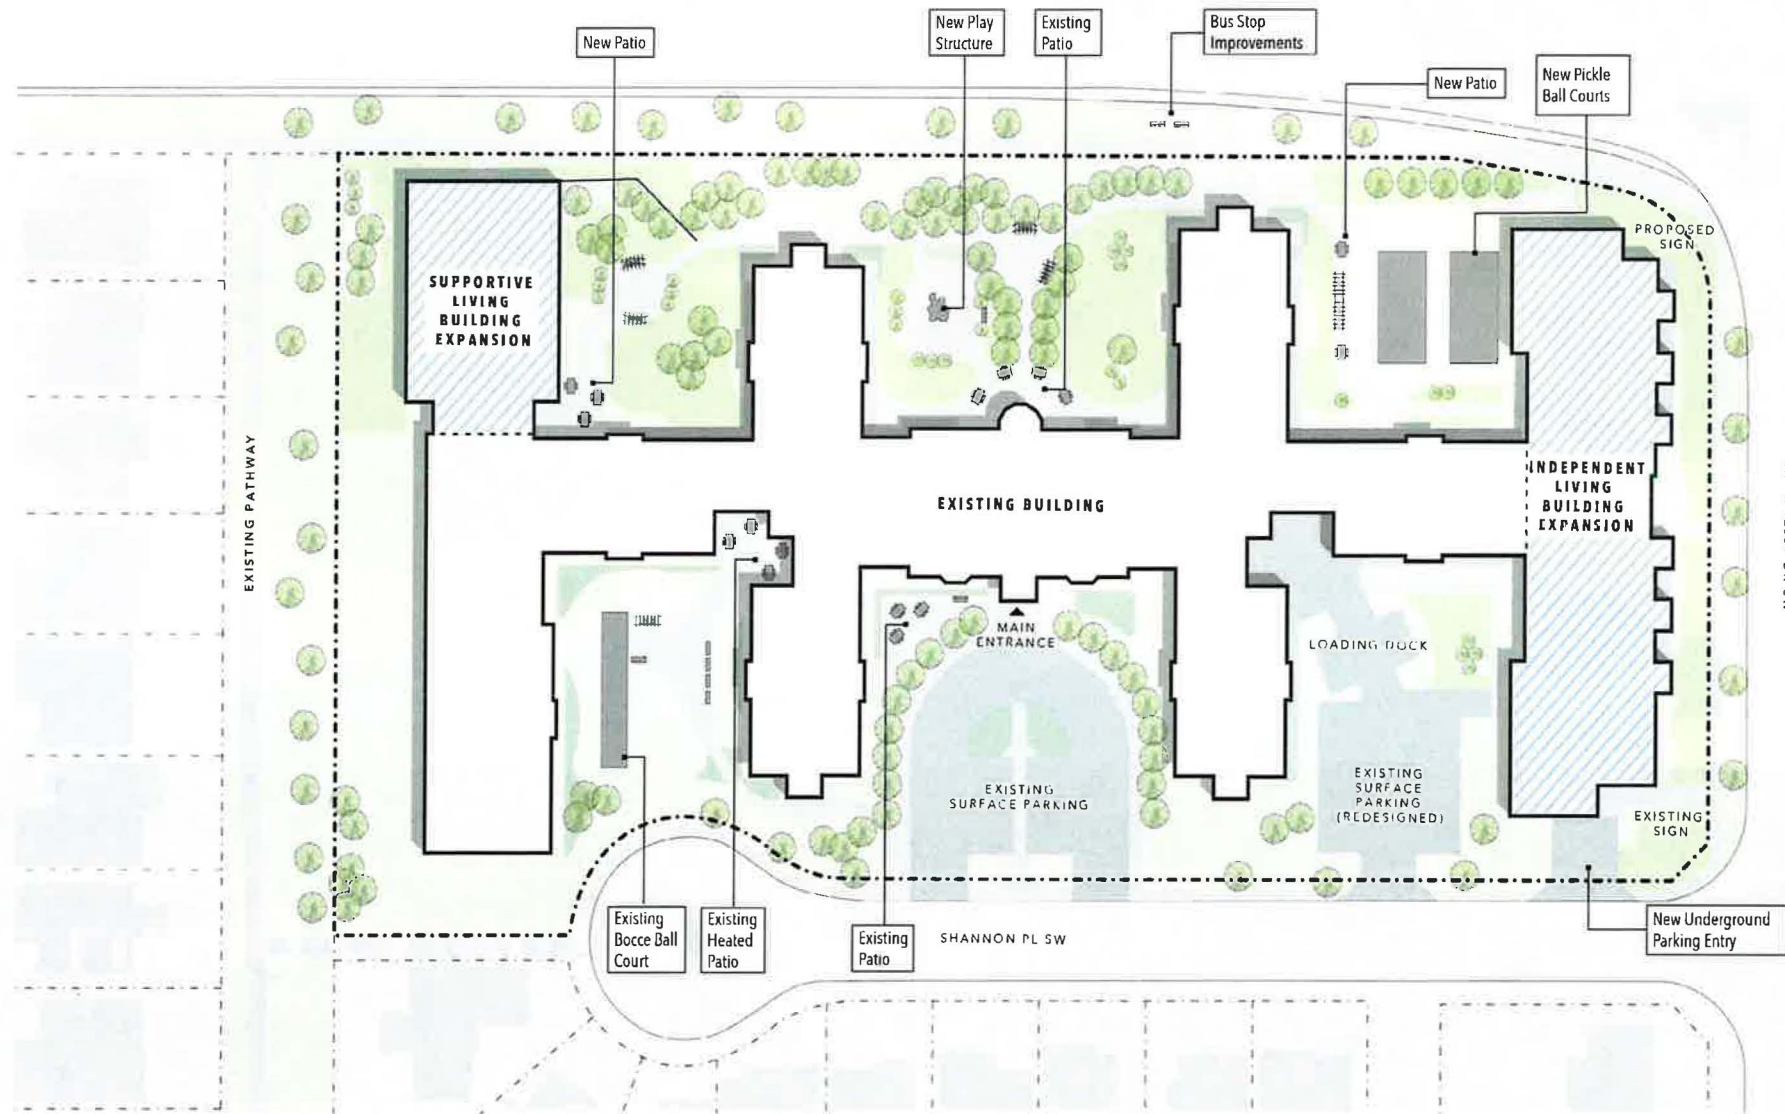 New Patio
New Play
Structure
Existing
Patio
Bus Stop
Improvements
New Patio
New Pickle
Ball Courts
PROPOSED
SIGN
SUPPORTIVE
LIVING
BUILDING
EXPANSION
EXISTING PATHWAY
EXISTING BUILDING
INDEPENDENT
LIVING
BUILDING
EXPANSION
MAIN
ENTRANCE
LOADING DOCK
EXISTING
SURFACE PARKING
EXISTING
SURFACE
PARKING
(REDESIGNED)
EXISTING
SIGN
Existing
Bocce Ball
Court
Existing
Heated
Patio
Existing
Patio
SHANNON PL SW
New Underground
Parking Entry